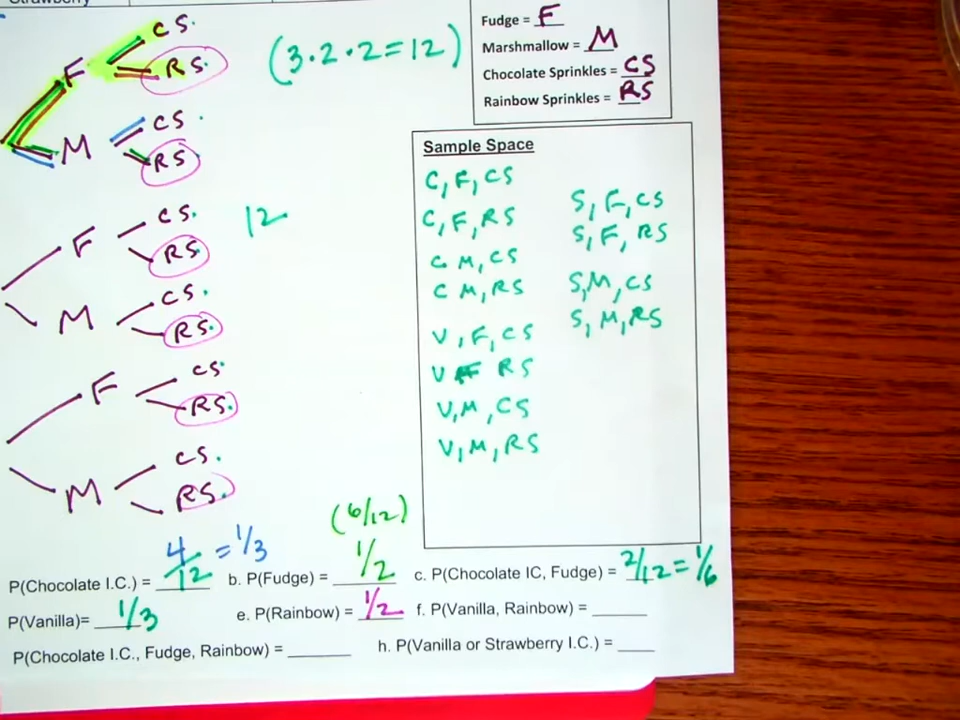 Strawberry
F
CS.
RS.
M
CS.
RS.
(3·2·2=12)
Fudge = F
Marshmallow = M
Chocolate Sprinkles = CS
Rainbow Sprinkles = RS
F
CS.
RS.
12
M
CS.
RS.
F
CS.
RS.
M
CS.
RS.
Sample Space
C, F, CS
C, F, RS
C M, CS
C M, RS
V, F, CS
V F RS
V, M, CS
V, M, RS
S, F, CS
S, F, RS
S, M, CS
S, M, RS
P(Chocolate I.C.) = 4/12 = 1/3
(6/12)
b. P(Fudge) = 1/2
c. P(Chocolate IC, Fudge) = 2/12 = 1/6
P(Vanilla)= 1/3
e. P(Rainbow) = 1/2
f. P(Vanilla, Rainbow) = ______
P(Chocolate I.C., Fudge, Rainbow) = _______
h. P(Vanilla or Strawberry I.C.) = ____